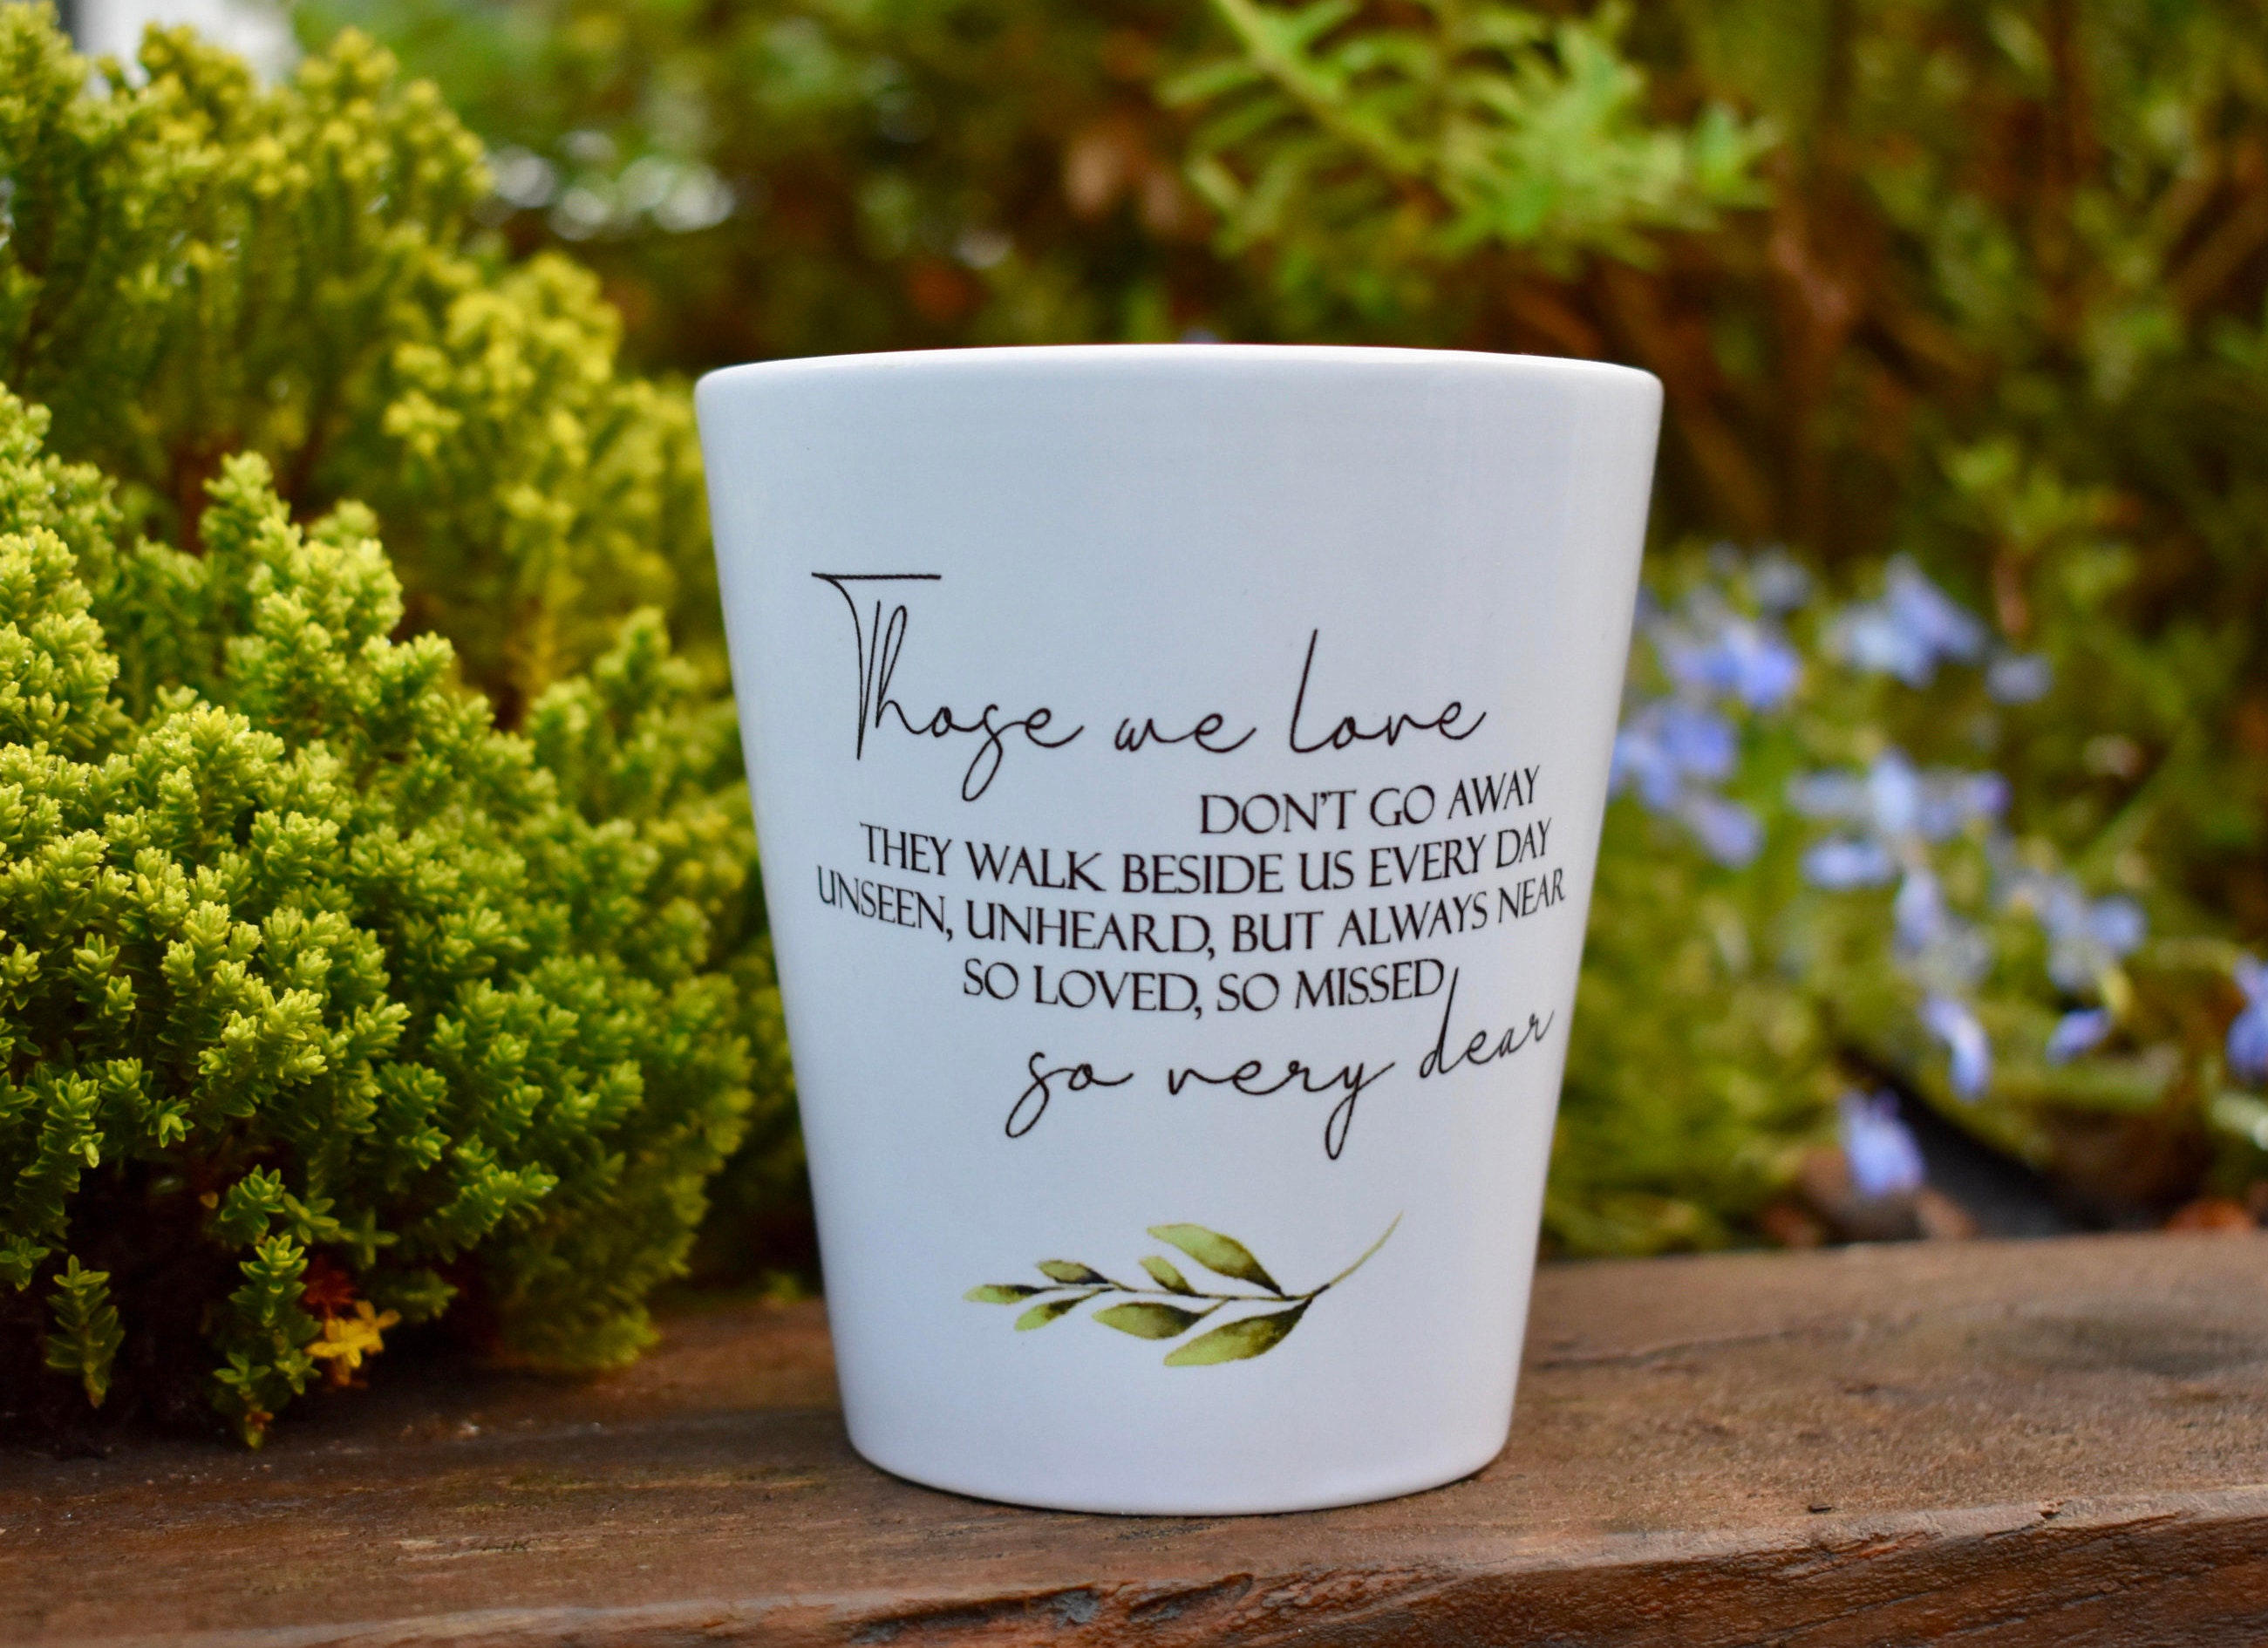 Those we love
DON'T GO AWAY
THEY WALK BESIDE US EVERY DAY
UNSEEN, UNHEARD, BUT ALWAYS NEAR
SO LOVED, SO MISSED
so very dear